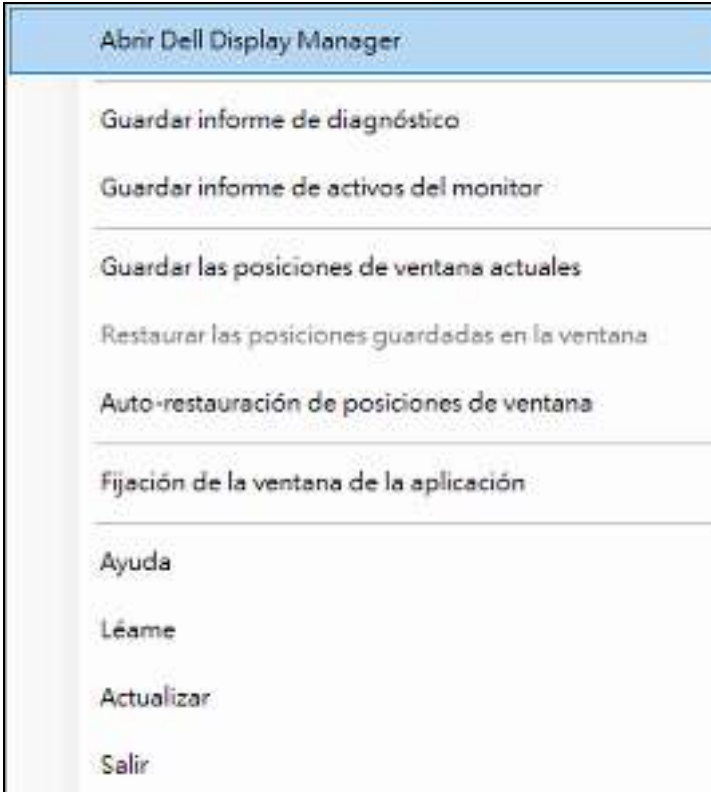 Abrir Dell Display Manager
Guardar informe de diagnóstico
Guardar informe de activos del monitor
Guardar las posiciones de ventana actuales
Restaurar las posiciones guardadas en la ventana
Auto-restauración de posiciones de ventana
Fijación de la ventana de la aplicación
Ayuda
Léame
Actualizar
Salir